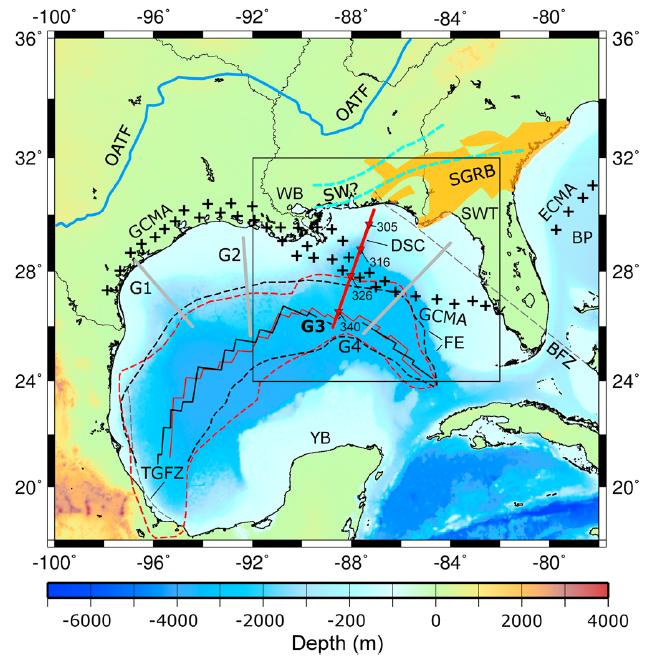 -100° -96° -92° -88° -84° -80°
36° 36°
OATF
OATF
32° 32°
SGRB
WB SW?
ECMA
GCMA SWT
305
BP
G2 DSC
316
28° 28°
G1
326
GCMA
G3 340
G4 FE
BFZ
24° 24°
YB
TGFZ
20° 20°
-100° -96° -92° -88° -84° -80°
-6000 -4000 -2000 0 2000 4000
Depth (m)